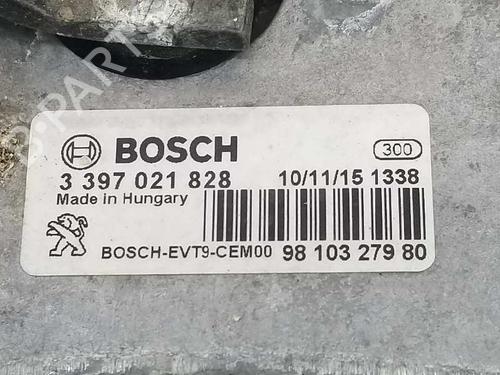 B-PARTS
BOSCH
300
3 397 021 828
10/11/15 1338
Made in Hungary
BOSCH-EVT9-CEM00
98 103 279 80